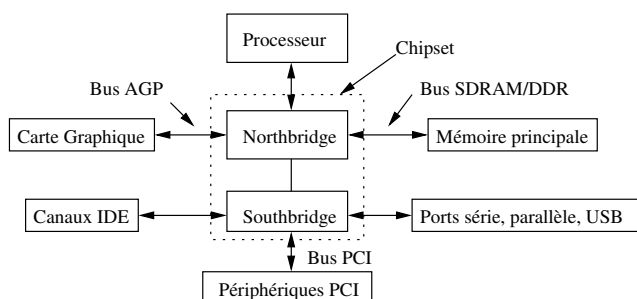 Processeur
Chipset
Bus AGP
Bus SDRAM/DDR
Carte Graphique
Northbridge
Mémoire principale
Canaux IDE
Southbridge
Ports série, parallèle, USB
Bus PCI
Périphériques PCI